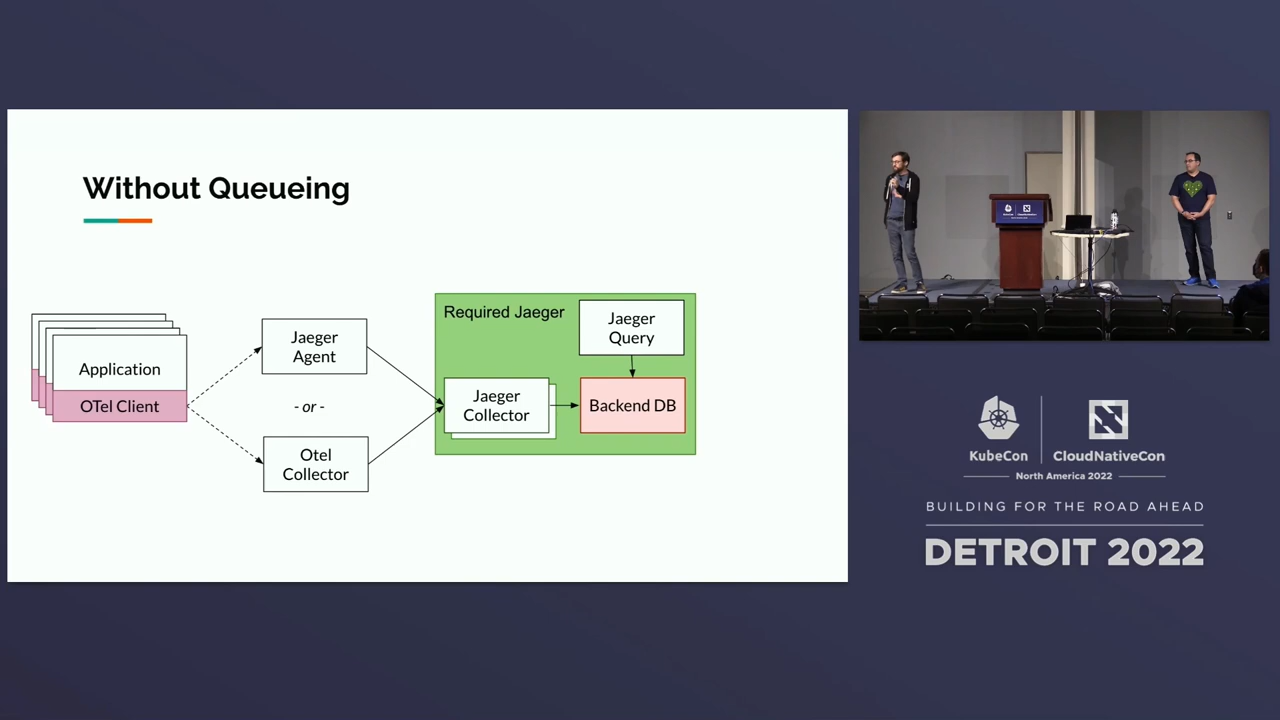 Without Queueing
Application
OTel Client
Jaeger
Agent
- or -
Otel
Collector
Required Jaeger
Jaeger
Query
Jaeger
Collector
Backend DB
KubeCon
CloudNativeCon
North America 2022
BUILDING FOR THE ROAD AHEAD
DETROIT 2022